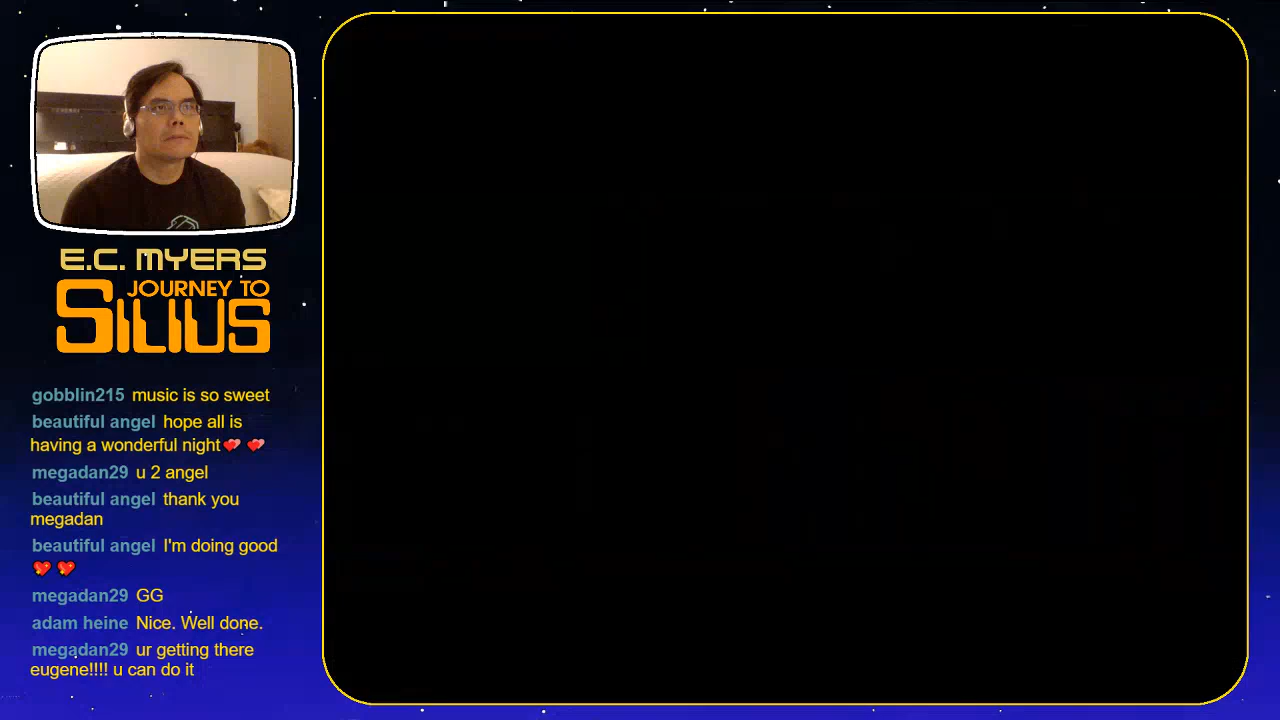 E.C. MYERS
JOURNEY TO
SILIUS
gobblin215 music is so sweet
beautiful angel hope all is
having a wonderful night
megadan29 u 2 angel
beautiful angel thank you
megadan
beautiful angel I'm doing good
megadan29 GG
adam heine Nice. Well done.
megadan29 ur getting there
eugene!!!! u can do it